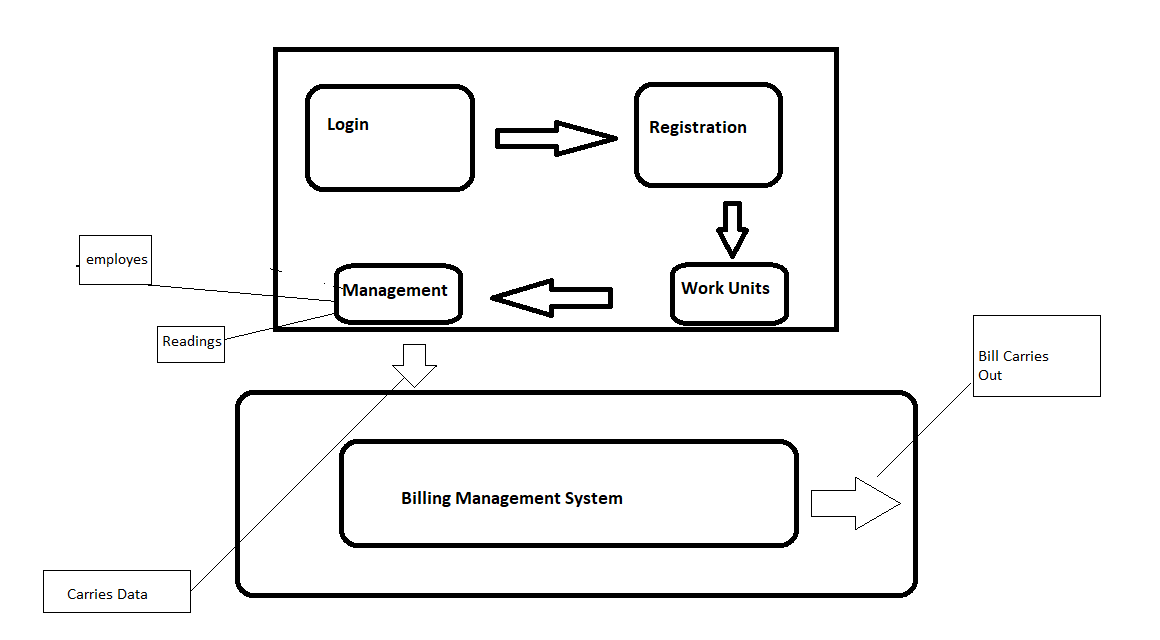 Login
Registration
employes
Management
Work Units
Readings
Bill Carries
Out
Billing Management System
Carries Data